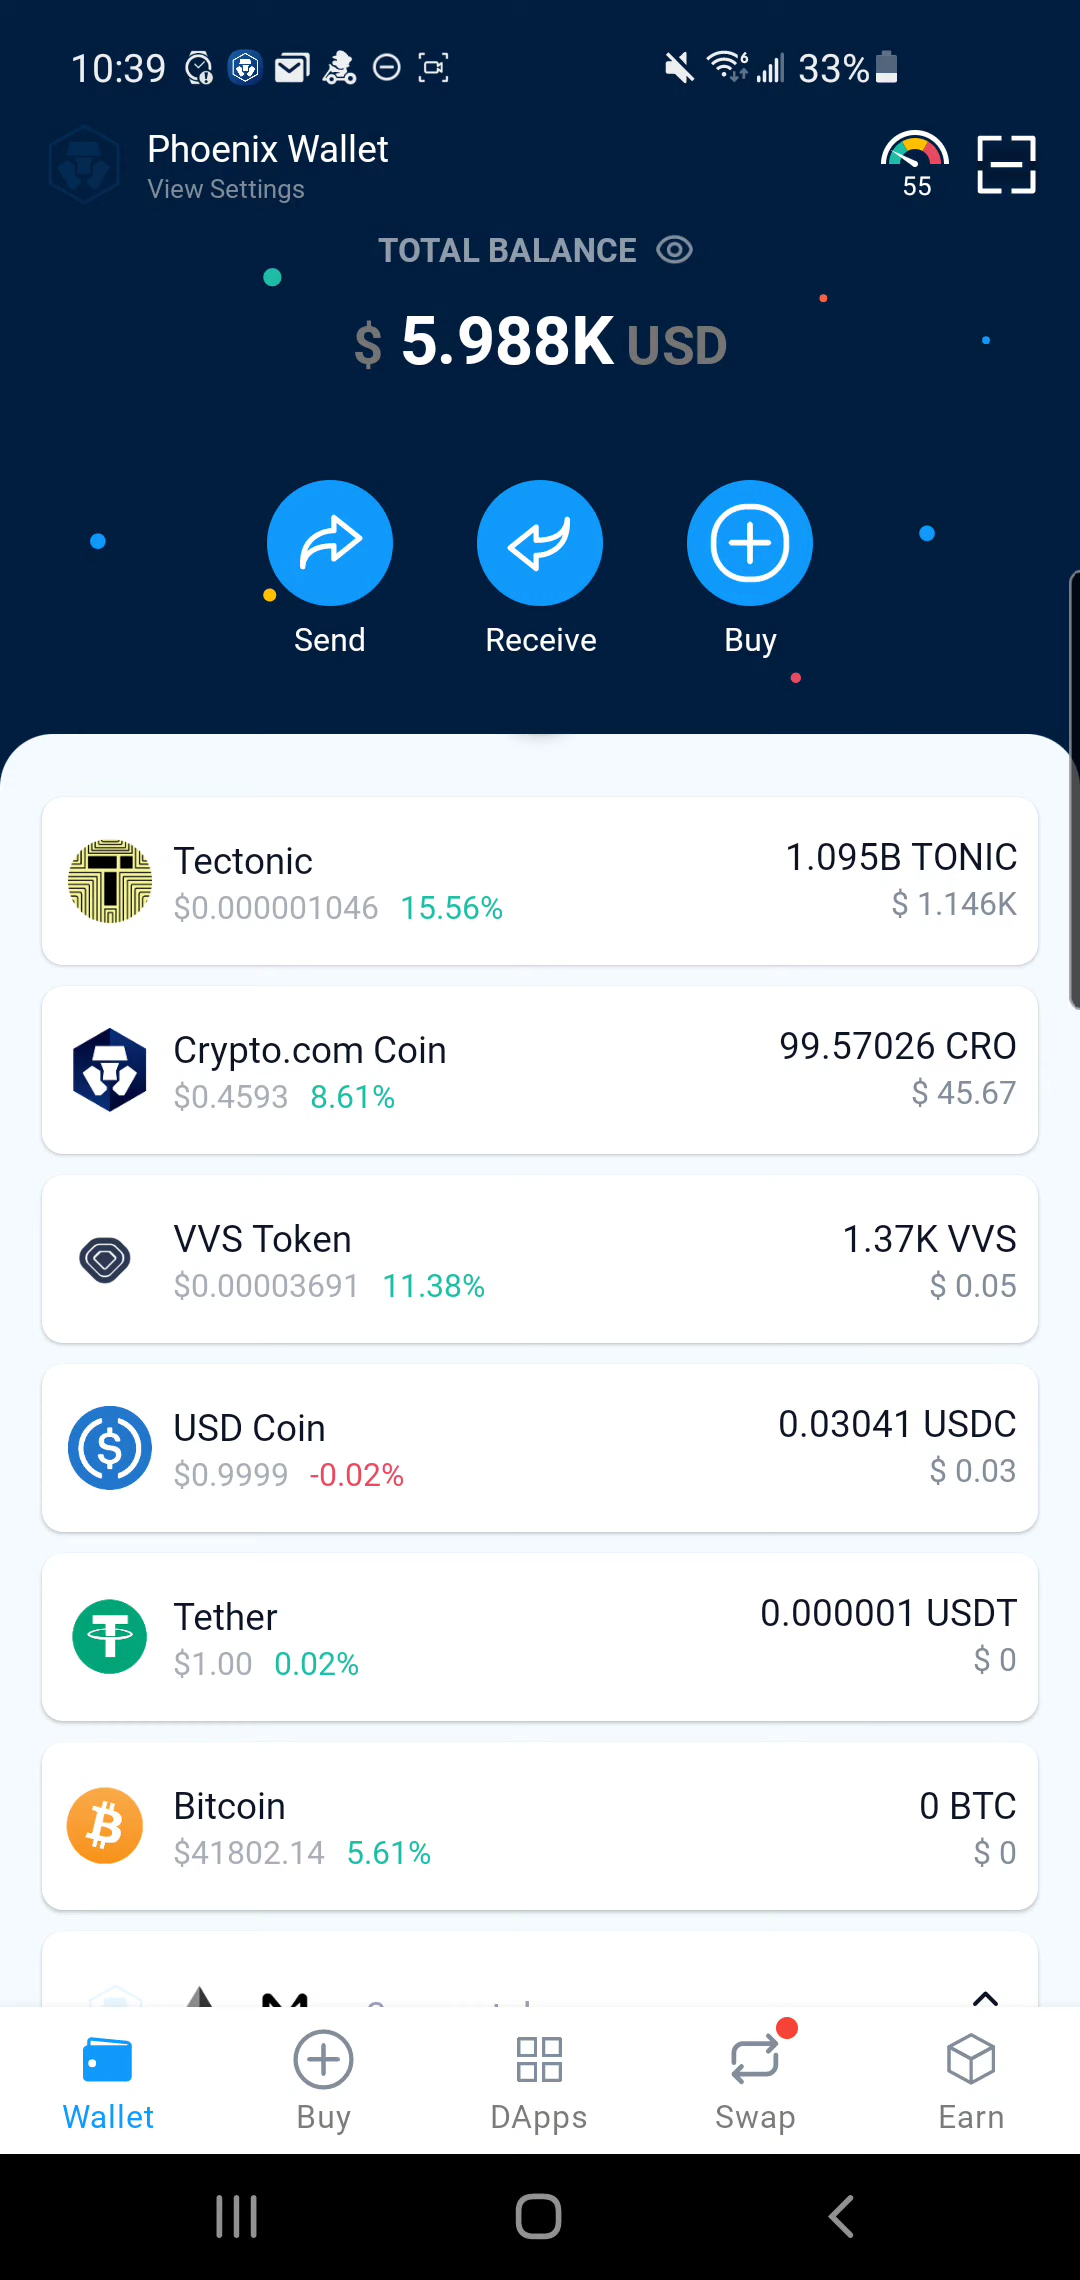 10:39
33%
Phoenix Wallet
View Settings
55
TOTAL BALANCE
$ 5.988K USD
Send
Receive
Buy
Tectonic
1.095B TONIC
$0.000001046 15.56%
$ 1.146K
Crypto.com Coin
99.57026 CRO
$0.4593 8.61%
$ 45.67
VVS Token
1.37K VVS
$0.00003691 11.38%
$ 0.05
USD Coin
0.03041 USDC
$0.9999 -0.02%
$ 0.03
Tether
0.000001 USDT
$1.00 0.02%
$ 0
Bitcoin
0 BTC
$41802.14 5.61%
$ 0
Wallet
Buy
DApps
Swap
Earn